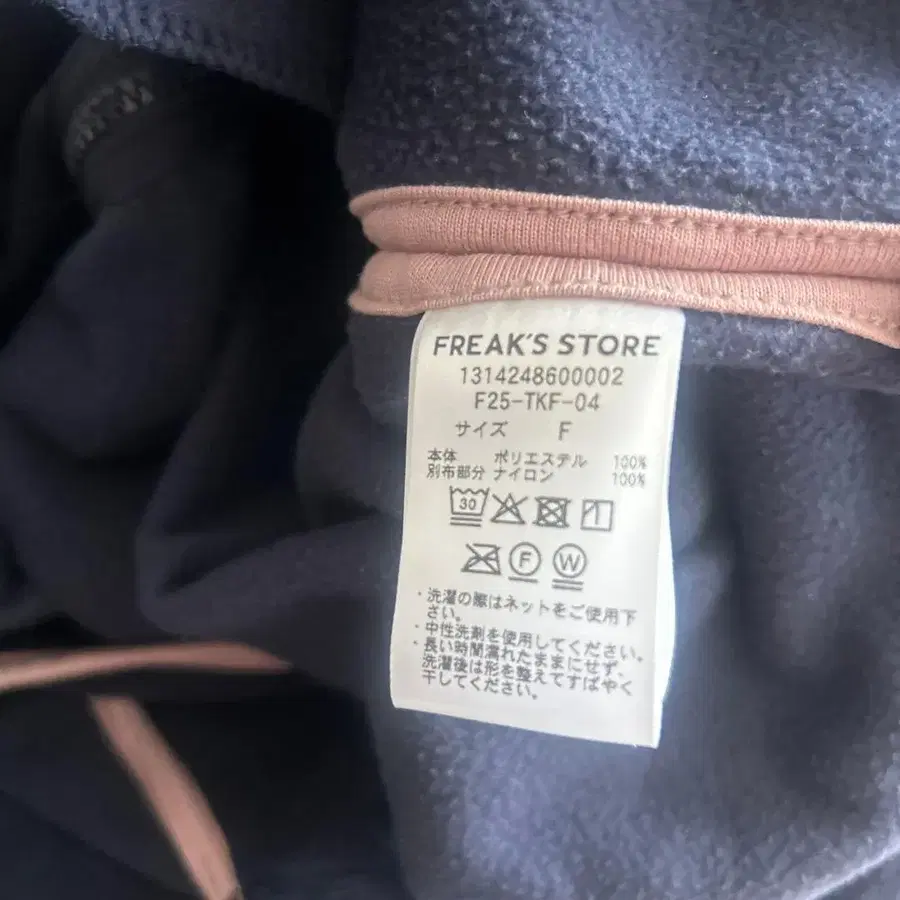 FREAK'S STORE
1314248600002
F25-TKF-04
サイズ F
本体 ポリエステル 100%
別布部分 ナイロン 100%
30
F W
・洗濯の際はネットをご使用下
さい。
・中性洗剤を使用してください。
・長い時間濡れたままにせず、
洗濯後は形を整えてすばやく
干してください。